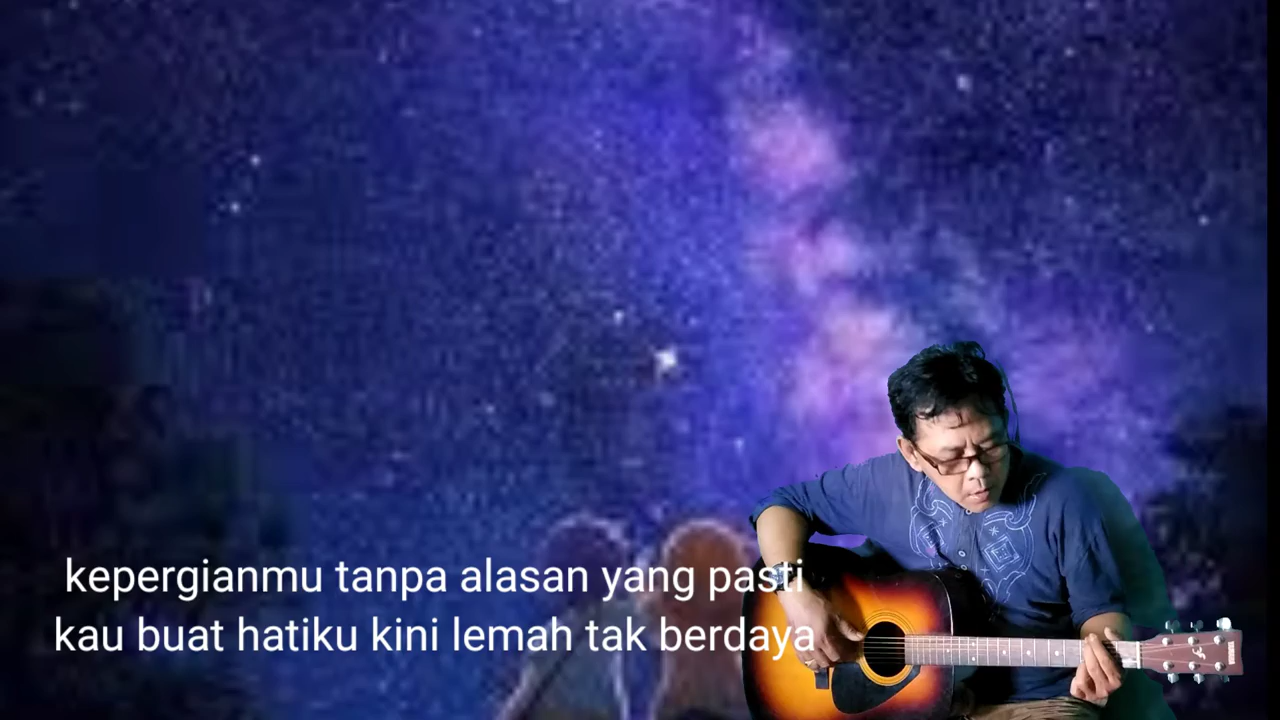 kepergianmu tanpa alasan yang pasti
kau buat hatiku kini lemah tak berdaya